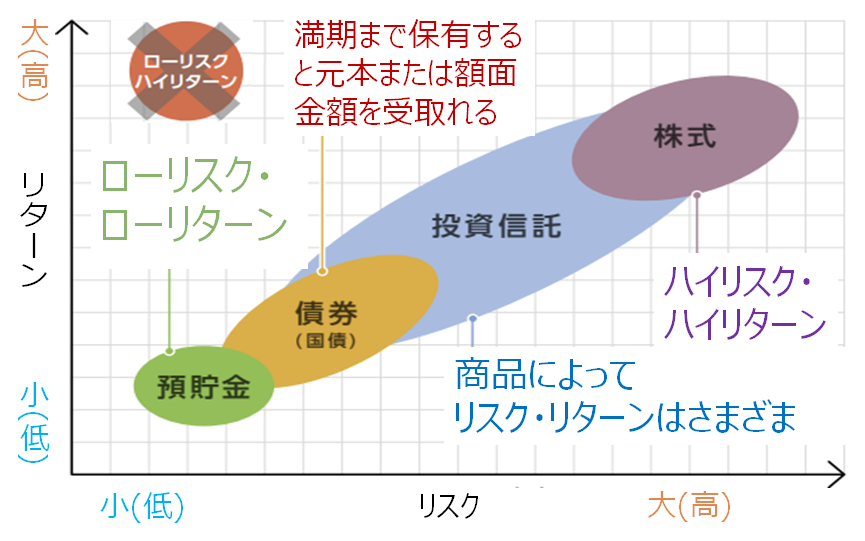 大(高)
ローリスク
ハイリターン
満期まで保有する
と元本または額面
金額を受取れる
ローリスク・
ローリターン
リターン
株式
投資信託
ハイリスク・
ハイリターン
債券
(国債)
預貯金
商品によって
リスク・リターンはさまざま
小(低)
小(低)
リスク
大(高)